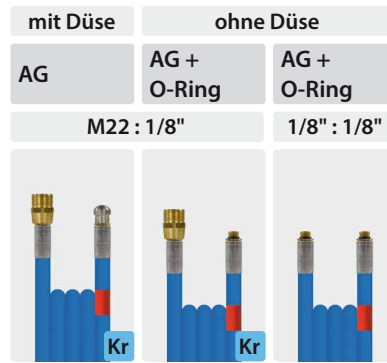 mit Düse ohne Düse
AG AG + AG +
O-Ring O-Ring
M22 : 1/8" 1/8" : 1/8"
Kr Kr